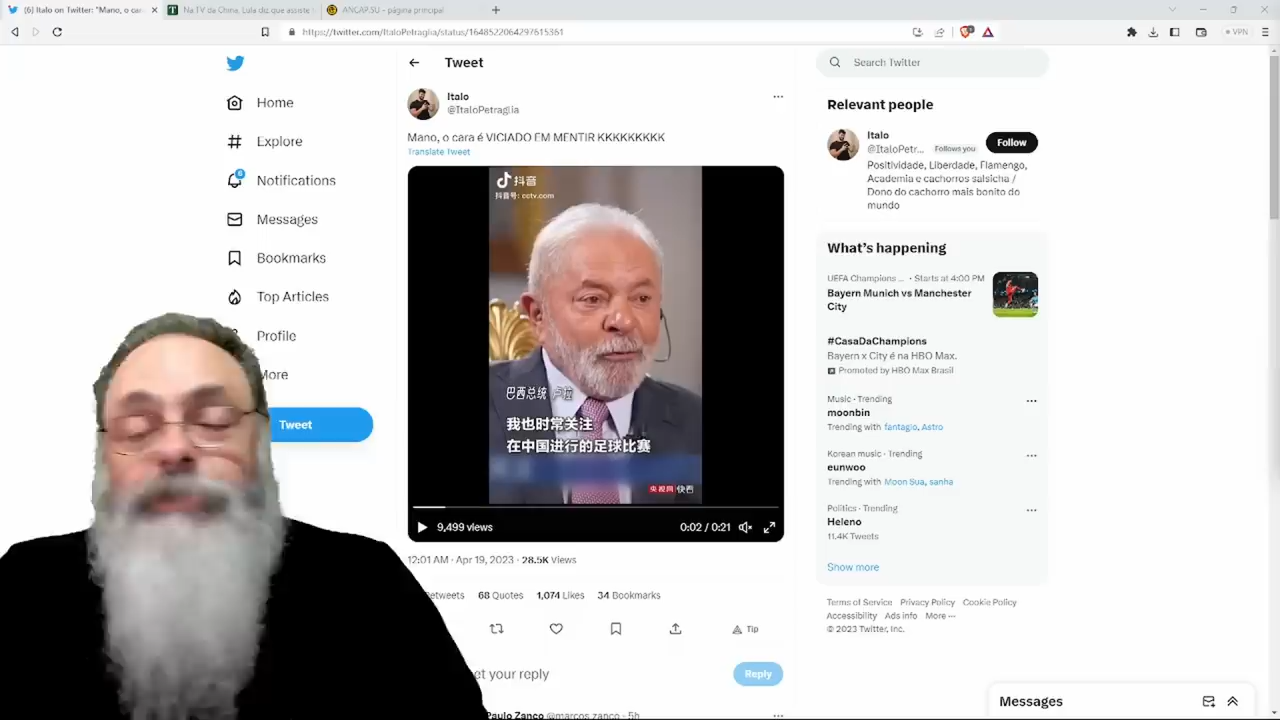 (6) Italo on Twitter: "Mano, o cara
Na TV da China, Lula diz que assiste
ANCAP.SU - página principal
https://twitter.com/ItaloPetraglia/status/1648522064297615361
VPN
Home
Explore
6
Notifications
Messages
Bookmarks
Top Articles
Profile
More
Tweet
Tweet
Italo
@ItaloPetraglia
Mano, o cara é VICIADO EM MENTIR KKKKKKKKK
Translate Tweet
抖音
抖音号: cctv.com
巴西总统 卢拉
我也时常关注
在中国进行的足球比赛
央视网 快看
9,499 views
0:02 / 0:21
12:01 AM · Apr 19, 2023 · 28.5K Views
etweets 68 Quotes 1,074 Likes 34 Bookmarks
Tip
et your reply
Reply
Paulo Zanco @marcos_zanco · 5h
Search Twitter
Relevant people
Italo
@ItaloPetr... Follows you
Follow
Positividade, Liberdade, Flamengo,
Academia e cachorros salsicha /
Dono do cachorro mais bonito do
mundo
What's happening
UEFA Champions ... · Starts at 4:00 PM
Bayern Munich vs Manchester
City
#CasaDaChampions
Bayern x City é na HBO Max.
Promoted by HBO Max Brasil
Music · Trending
moonbin
Trending with fantagio, Astro
Korean music · Trending
eunwoo
Trending with Moon Sua, sanha
Politics · Trending
Heleno
11.4K Tweets
Show more
Terms of Service Privacy Policy Cookie Policy
Accessibility Ads info More ···
© 2023 Twitter, Inc.
Messages